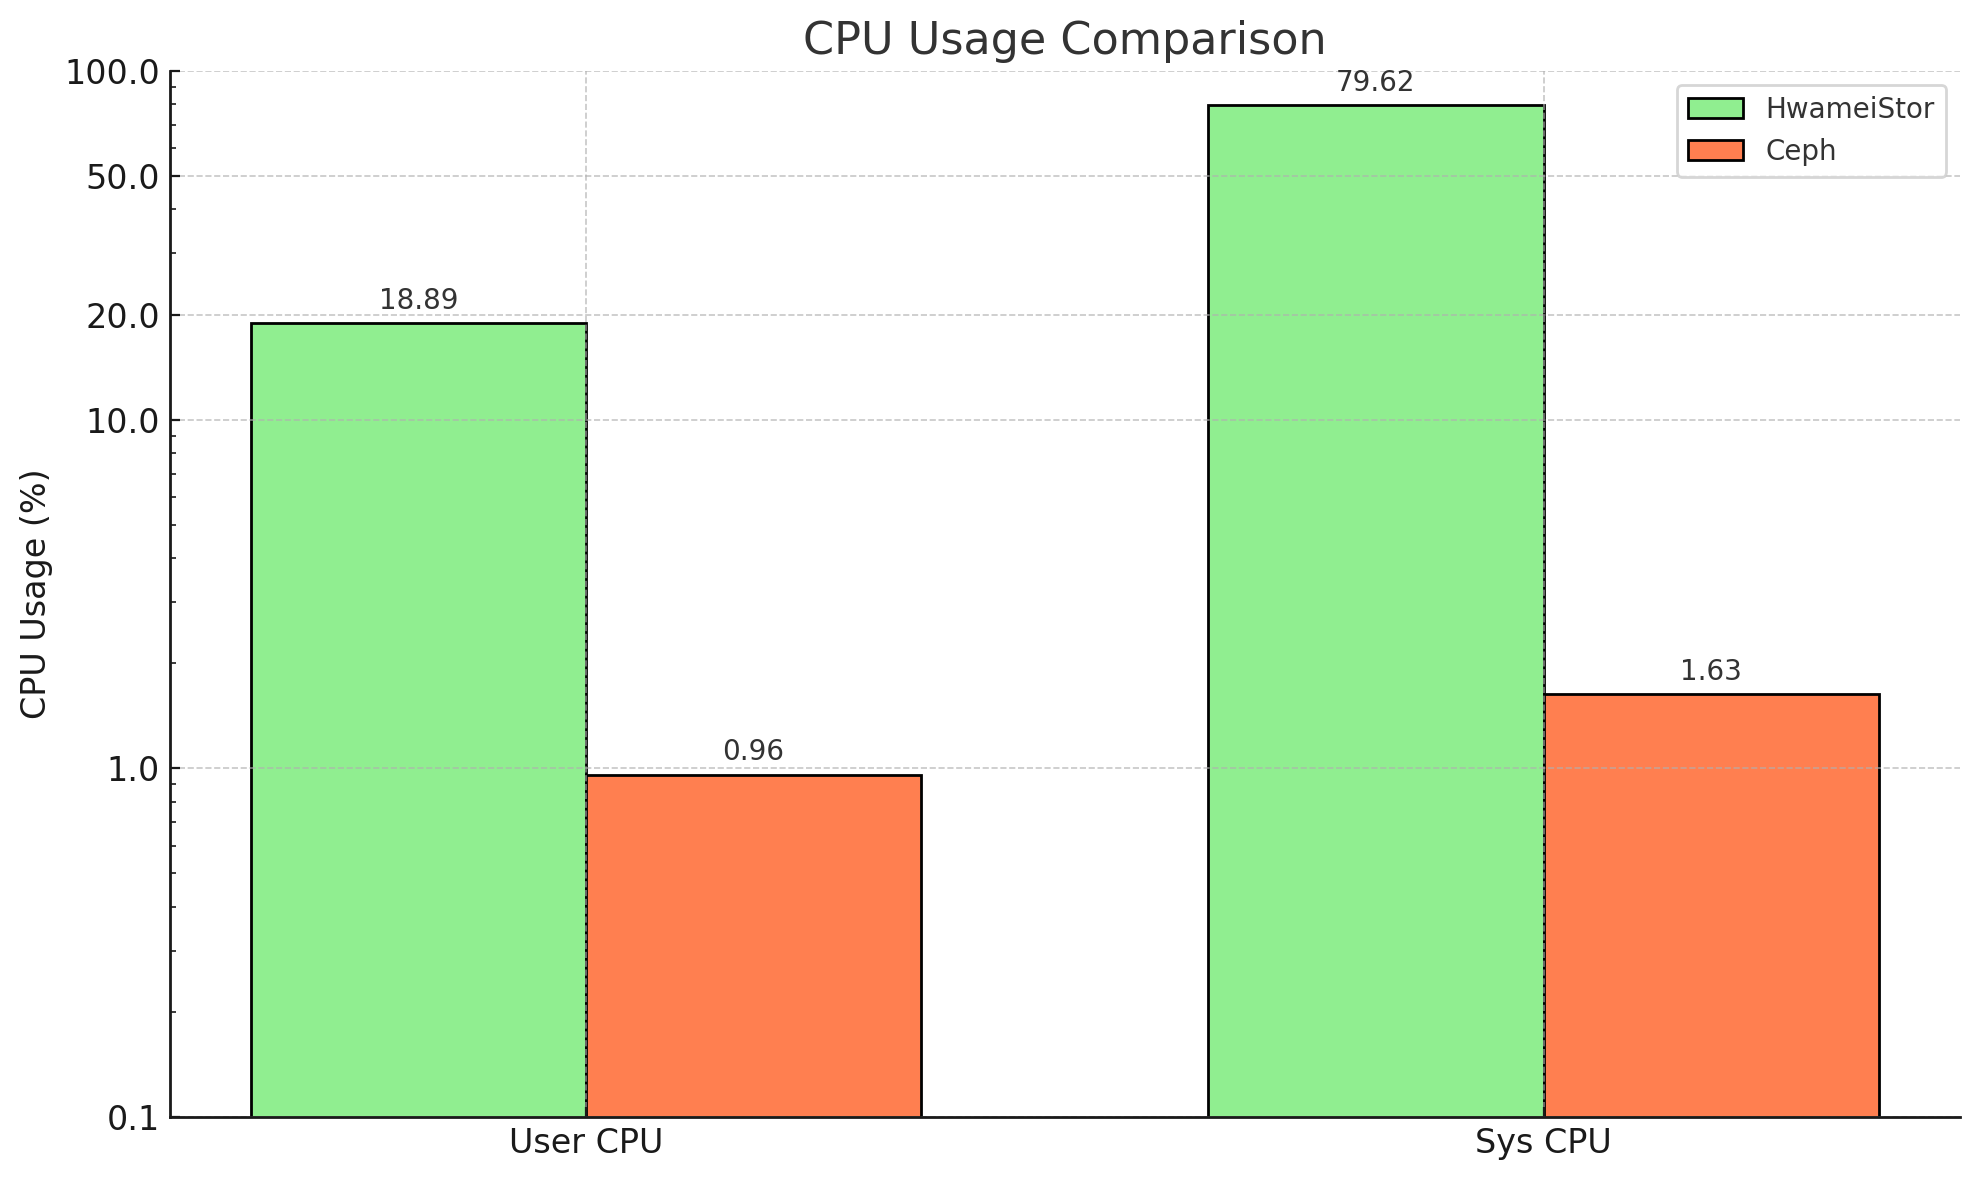 CPU Usage Comparison
100.0
50.0
20.0
10.0
1.0
0.1
CPU Usage (%)
18.89
0.96
79.62
1.63
HwameiStor
Ceph
User CPU
Sys CPU